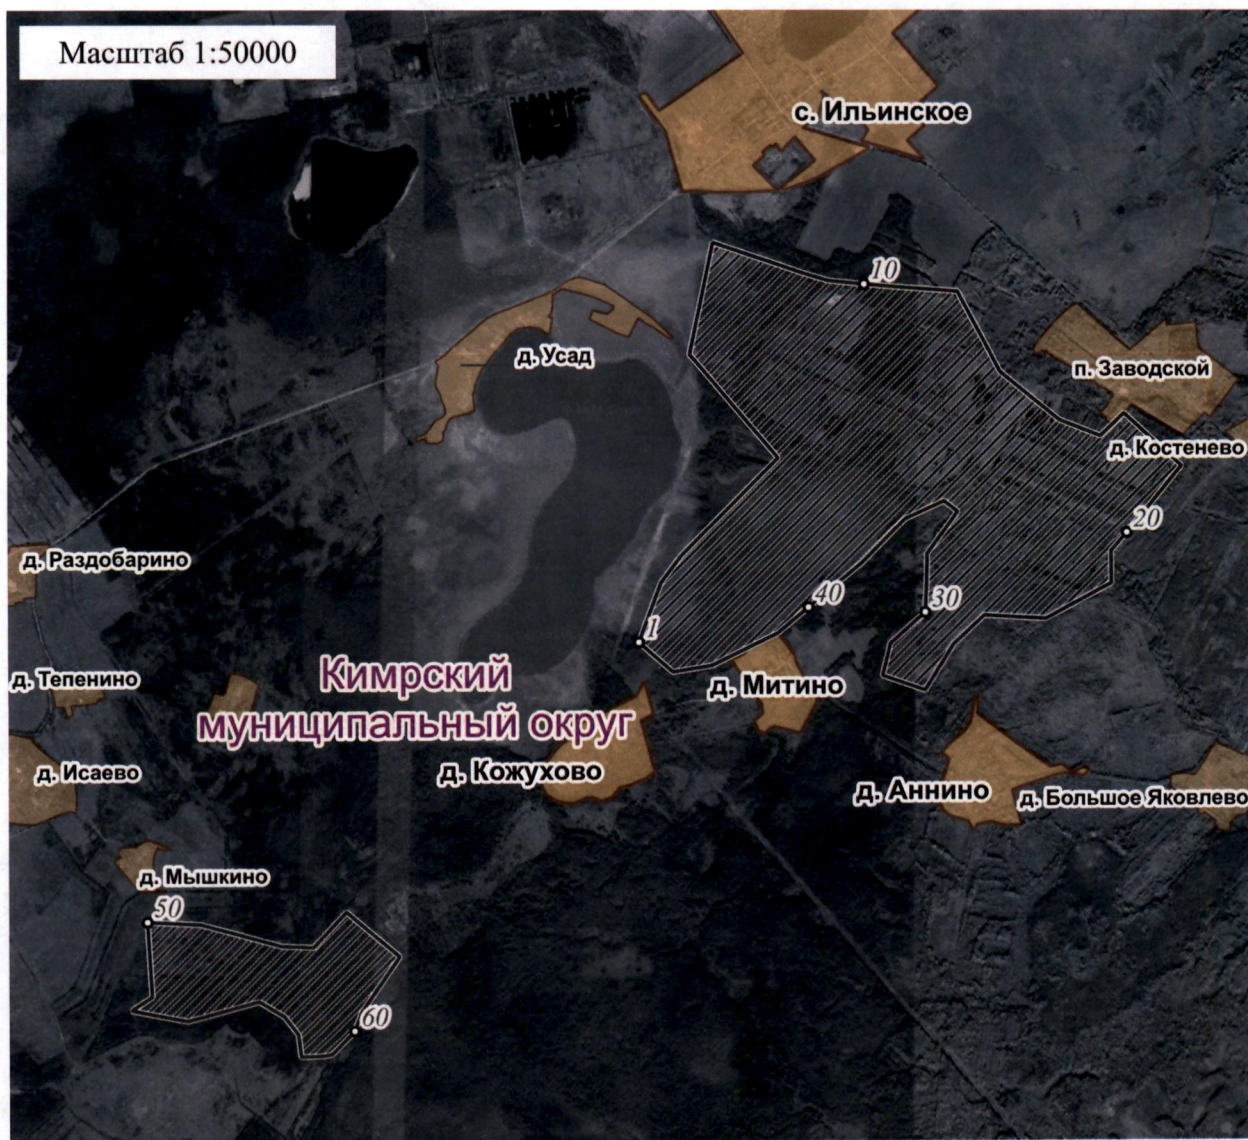 Масштаб 1:50000
с. Ильинское
10
д. Усад
п. Заводской
д. Костенево
20
д. Раздобарино
40
30
1
д. Тепенино
Кимрский
муниципальный округ
д. Митино
д. Исаево
д. Кожухово
д. Аннино
д. Большое Яковлево
д. Мышкино
50
60